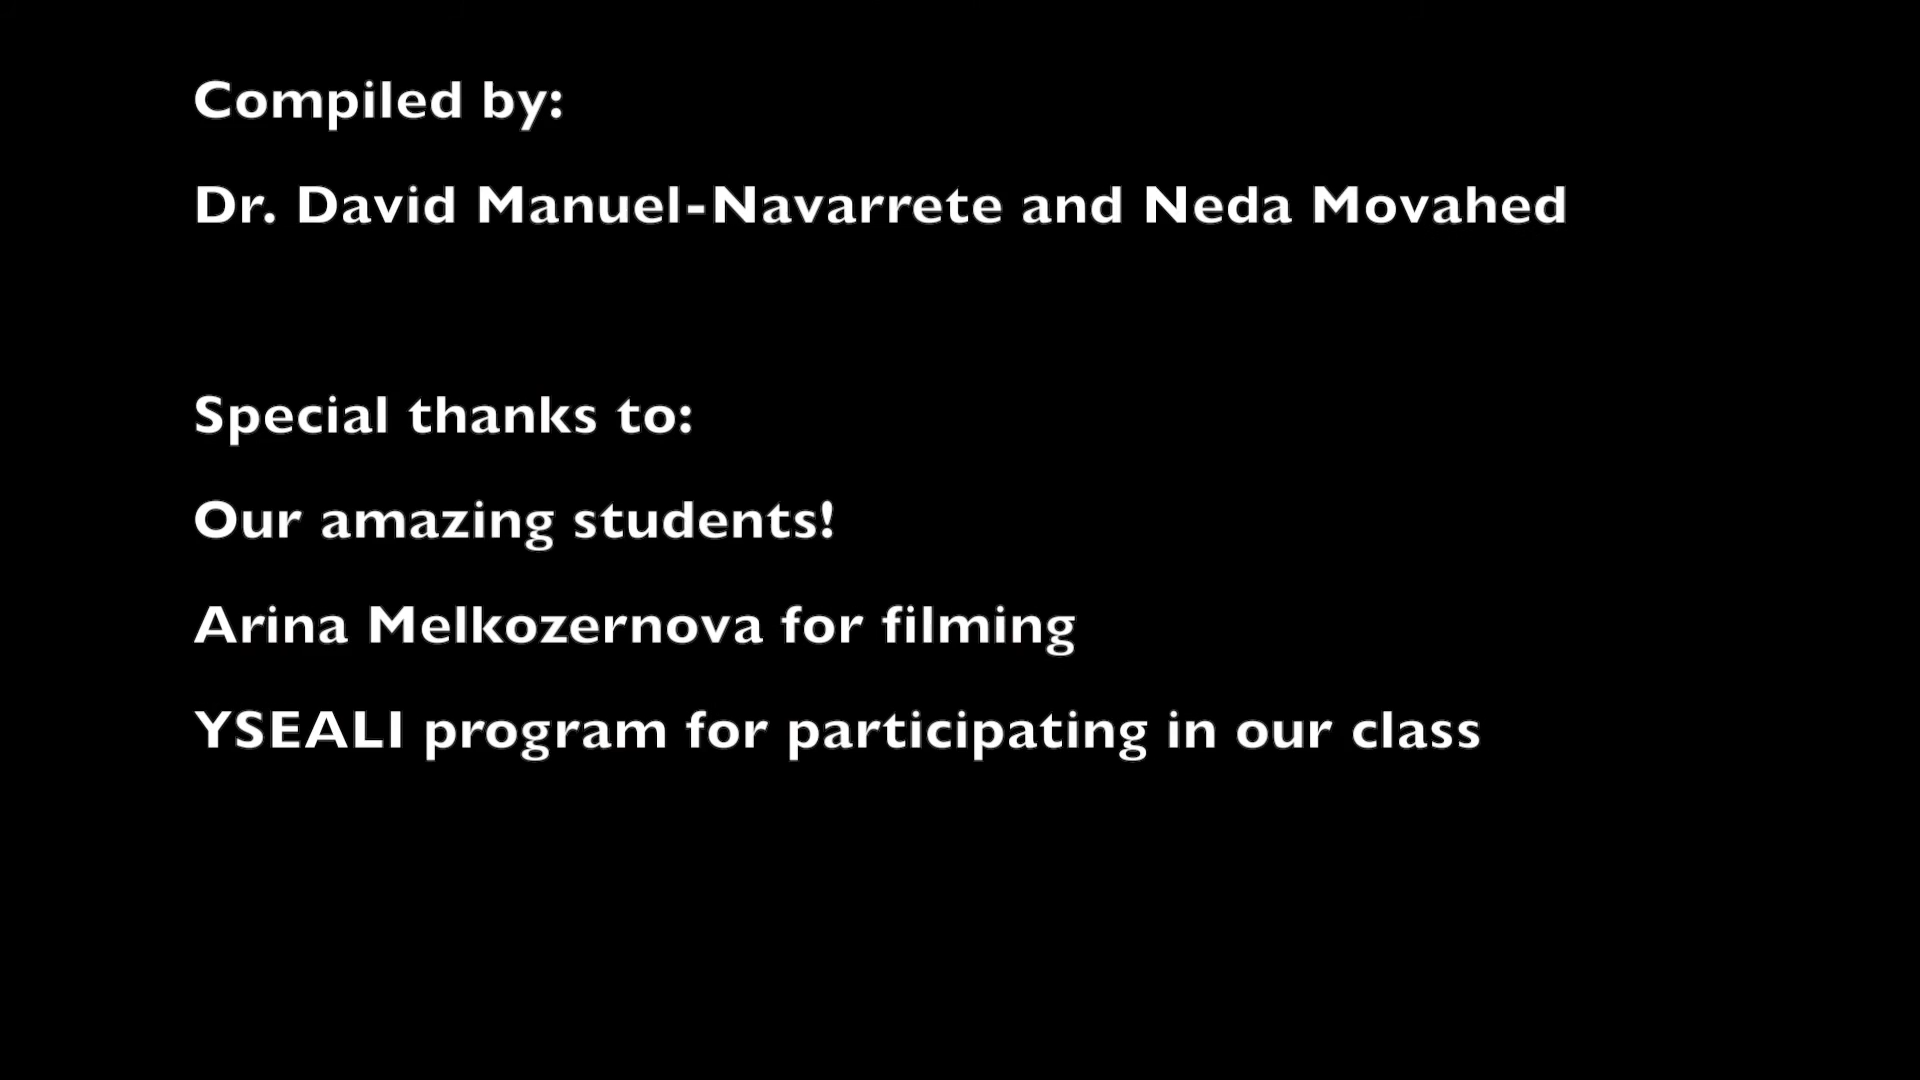 Compiled by:
Dr. David Manuel-Navarrete and Neda Movahed
Special thanks to:
Our amazing students!
Arina Melkozernova for filming
YSEALI program for participating in our class